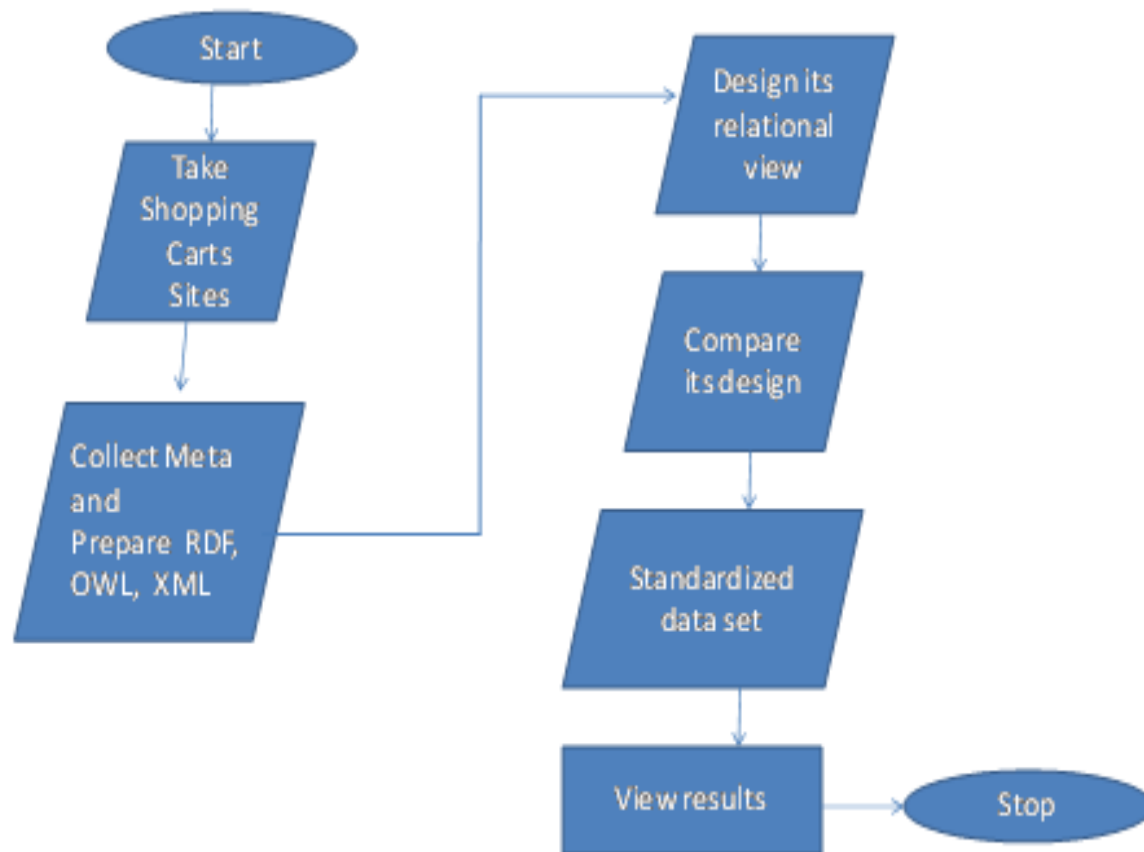 Start
Take
Shopping
Carts
Sites
Collect Meta
and
Prepare RDF,
OWL, XML
Design its
relational
view
Compare
its design
Standardized
data set
View results
Stop